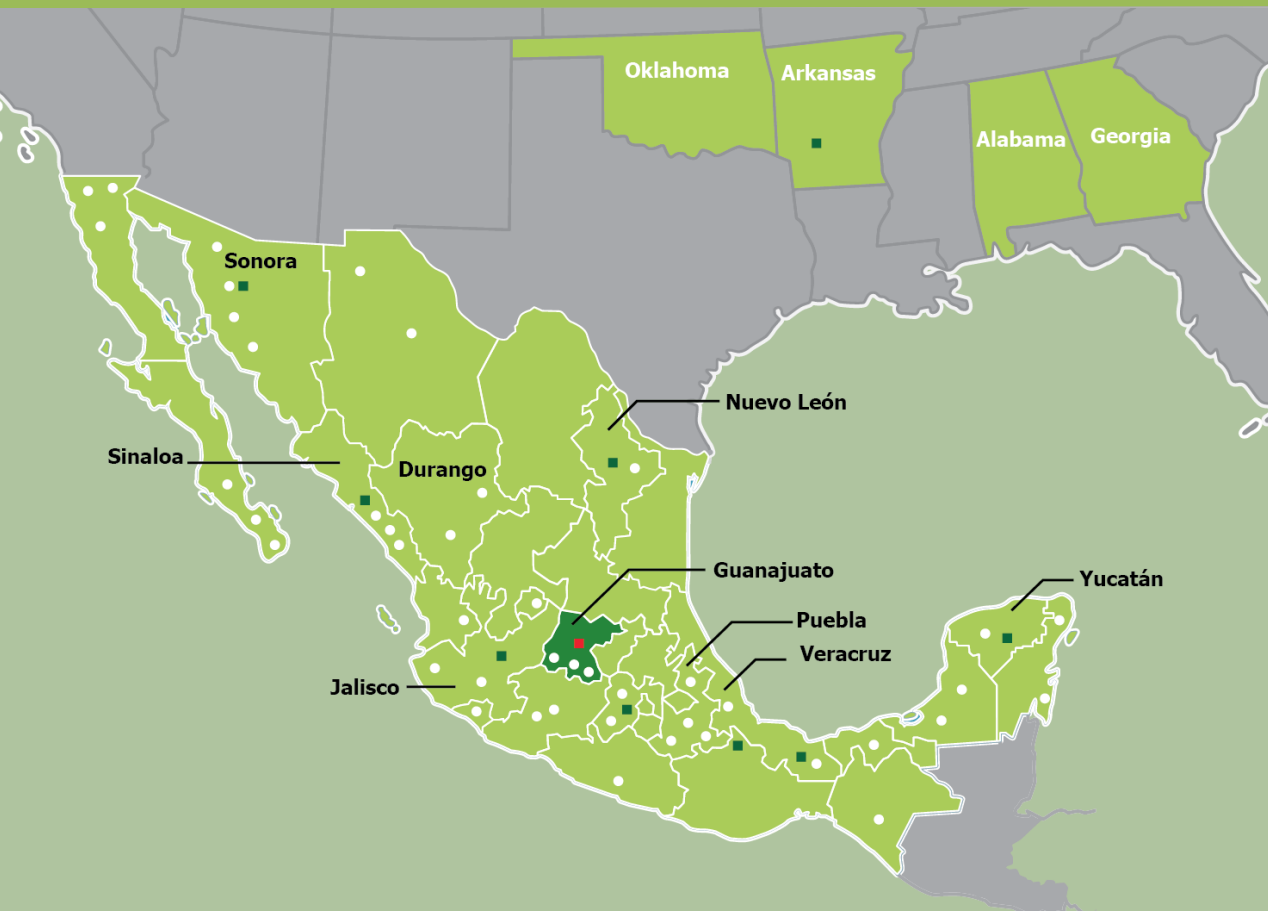 Oklahoma
Arkansas
Alabama
Georgia
Sonora
Nuevo León
Sinaloa
Durango
Guanajuato
Yucatán
Puebla
Veracruz
Jalisco